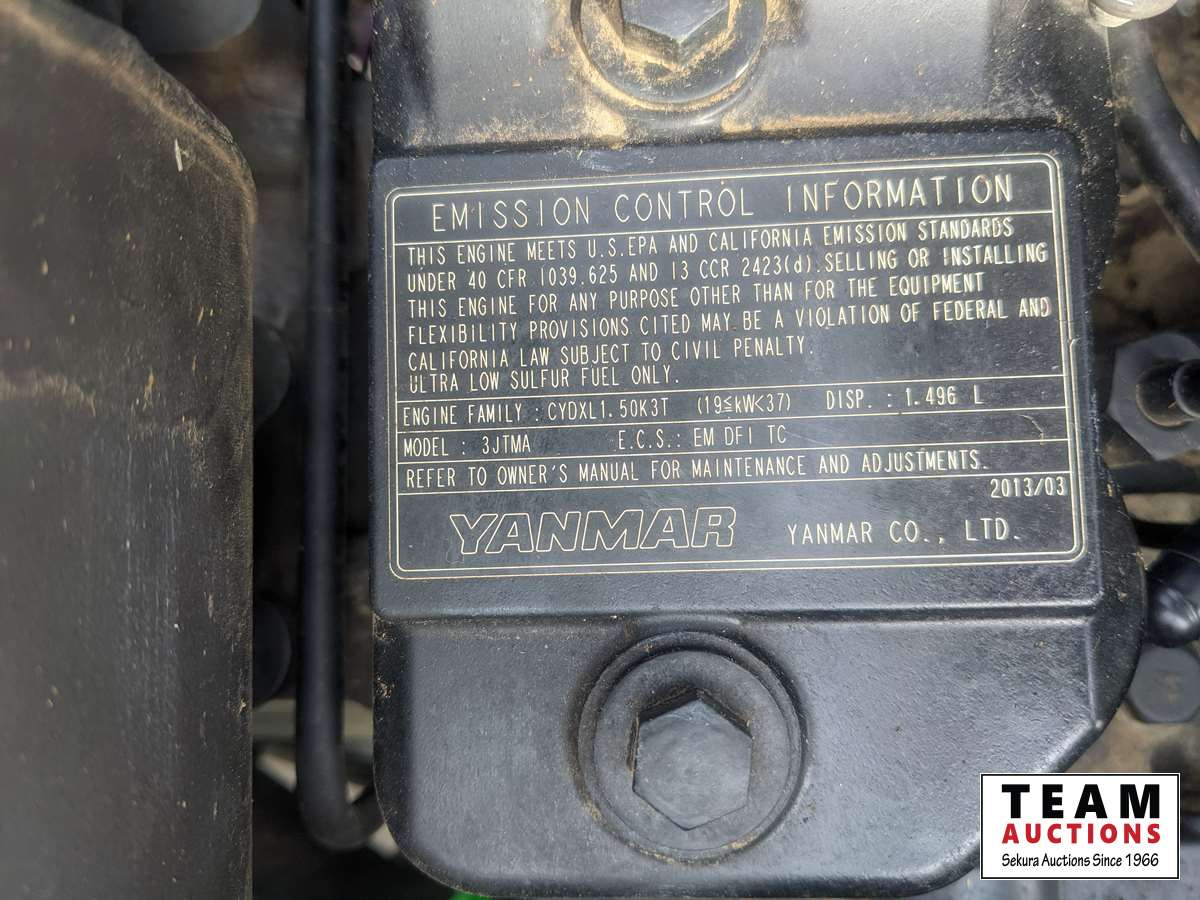 EMISSION CONTROL INFORMATION
THIS ENGINE MEETS U.S.EPA AND CALIFORNIA EMISSION STANDARDS
UNDER 40 CFR 1039.625 AND 13 CCR 2423(d).SELLING OR INSTALLING
THIS ENGINE FOR ANY PURPOSE OTHER THAN FOR THE EQUIPMENT
FLEXIBILITY PROVISIONS CITED MAY BE A VIOLATION OF FEDERAL AND
CALIFORNIA LAW SUBJECT TO CIVIL PENALTY.
ULTRA LOW SULFUR FUEL ONLY.
ENGINE FAMILY : CYDXL1.50K3T (19≦kW<37) DISP. : 1.496 L
MODEL : 3JTMA E.C.S.: EM DFI TC
REFER TO OWNER'S MANUAL FOR MAINTENANCE AND ADJUSTMENTS.
2013/03
YANMAR YANMAR CO., LTD.
TEAM
AUCTIONS
Sekura Auctions Since 1966